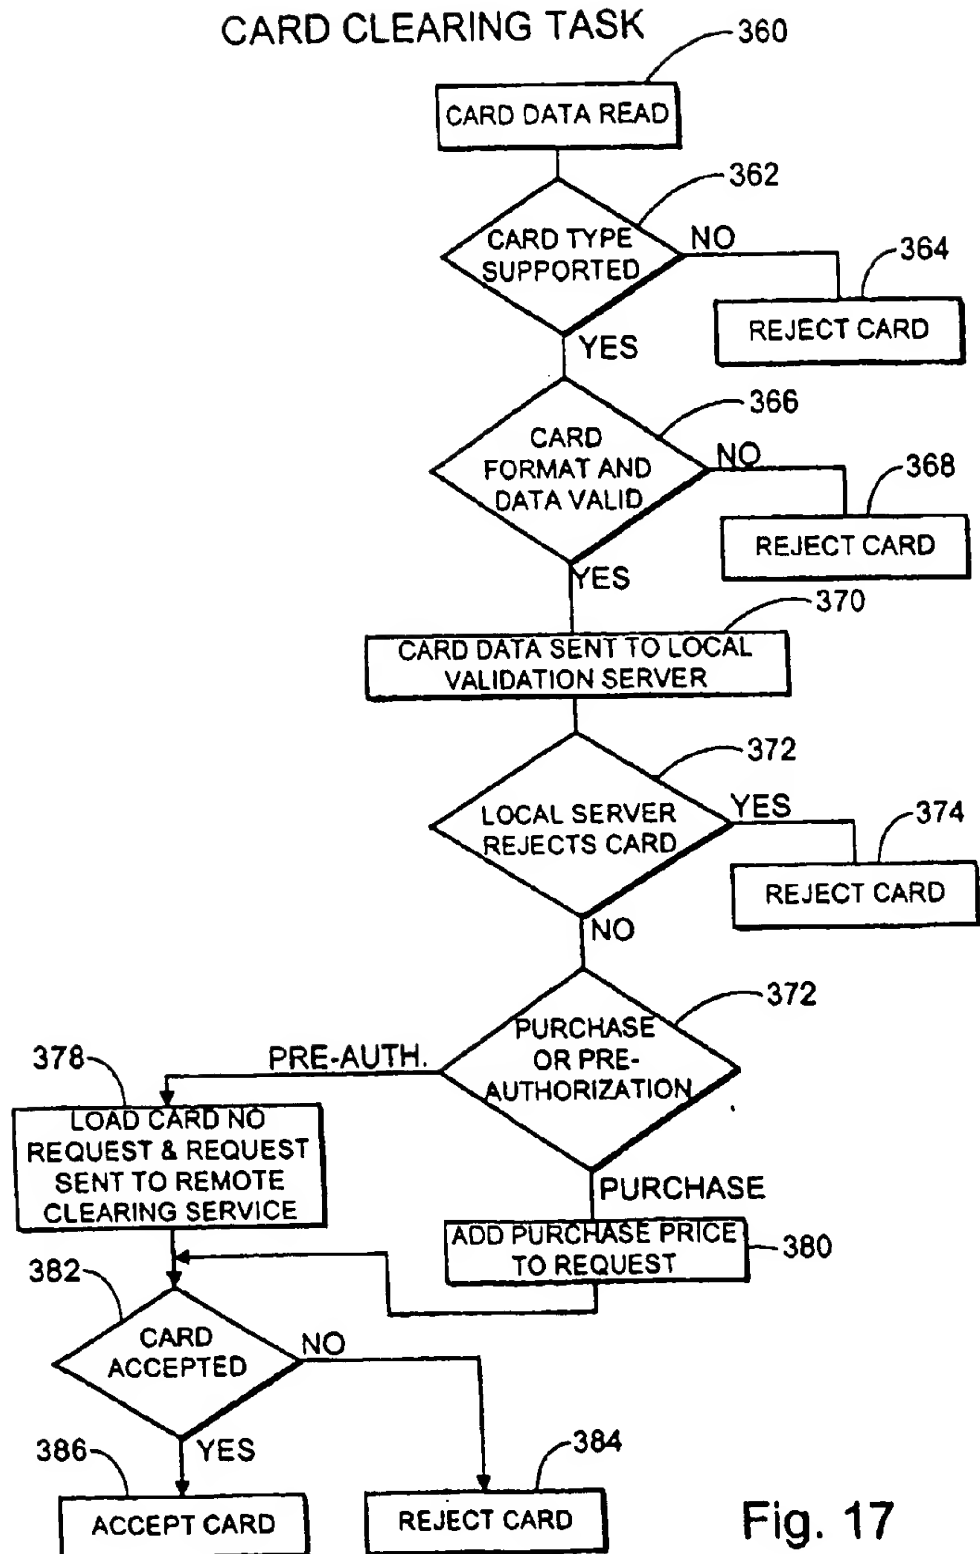 CARD CLEARING TASK
360
CARD DATA READ
362
CARD TYPE
SUPPORTED
NO
364
REJECT CARD
YES
366
CARD
FORMAT AND
DATA VALID
NO
368
REJECT CARD
YES
370
CARD DATA SENT TO LOCAL
VALIDATION SERVER
372
LOCAL SERVER
REJECTS CARD
YES
374
REJECT CARD
NO
372
PURCHASE
OR PRE-
AUTHORIZATION
PRE-AUTH.
378
LOAD CARD NO
REQUEST & REQUEST
SENT TO REMOTE
CLEARING SERVICE
PURCHASE
ADD PURCHASE PRICE
TO REQUEST
380
382
CARD
ACCEPTED
NO
YES
386
ACCEPT CARD
384
REJECT CARD
Fig. 17